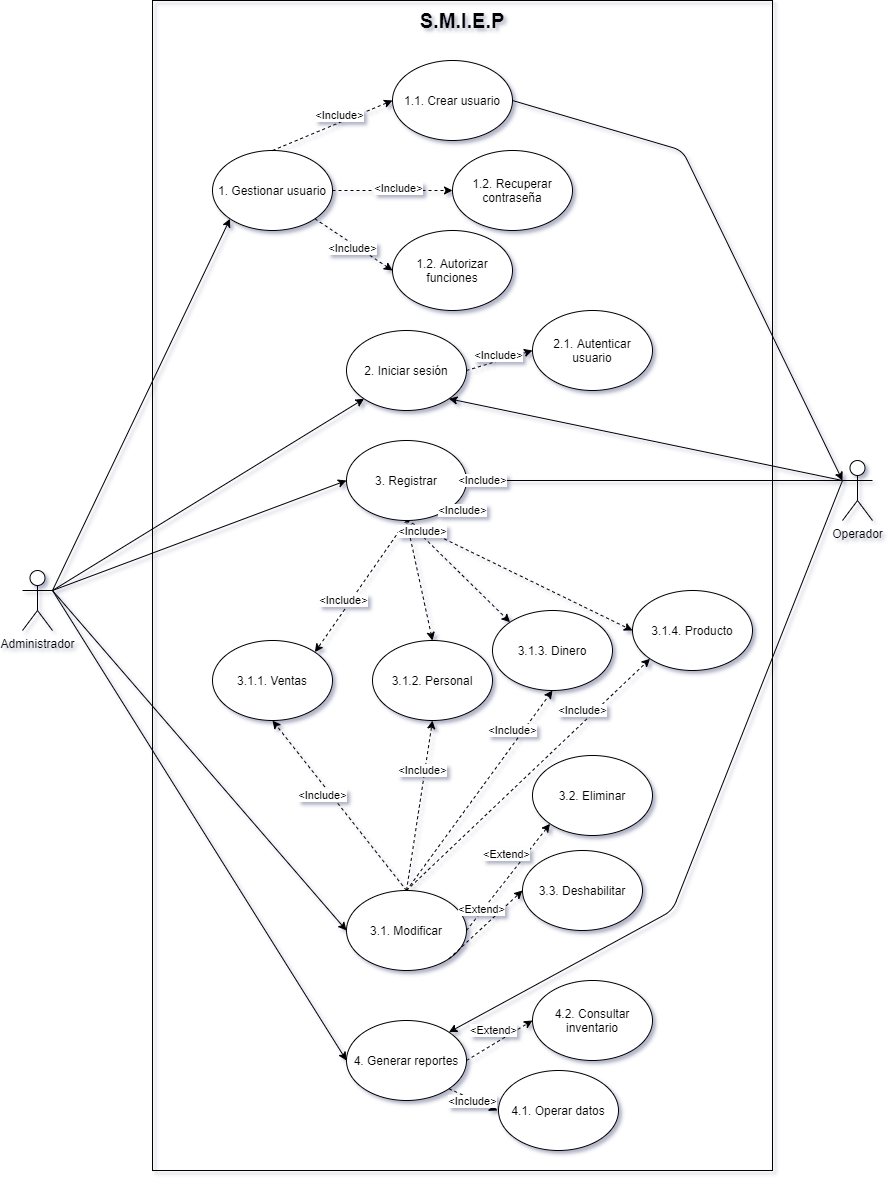 S.M.I.E.P
1.1. Crear usuario
<Include>
1. Gestionar usuario
<Include>
1.2. Recuperar
contraseña
<Include>
1.2. Autorizar
funciones
2. Iniciar sesión
<Include>
2.1. Autenticar
usuario
3. Registrar
<Include>
<Include>
<Include>
Operador
Administrador
<Include>
3.1.1. Ventas
3.1.2. Personal
3.1.3. Dinero
3.1.4. Producto
<Include>
<Include>
<Include>
<Include>
3.2. Eliminar
<Extend>
3.3. Deshabilitar
<Extend>
3.1. Modificar
4.2. Consultar
inventario
<Extend>
4. Generar reportes
<Include>
4.1. Operar datos